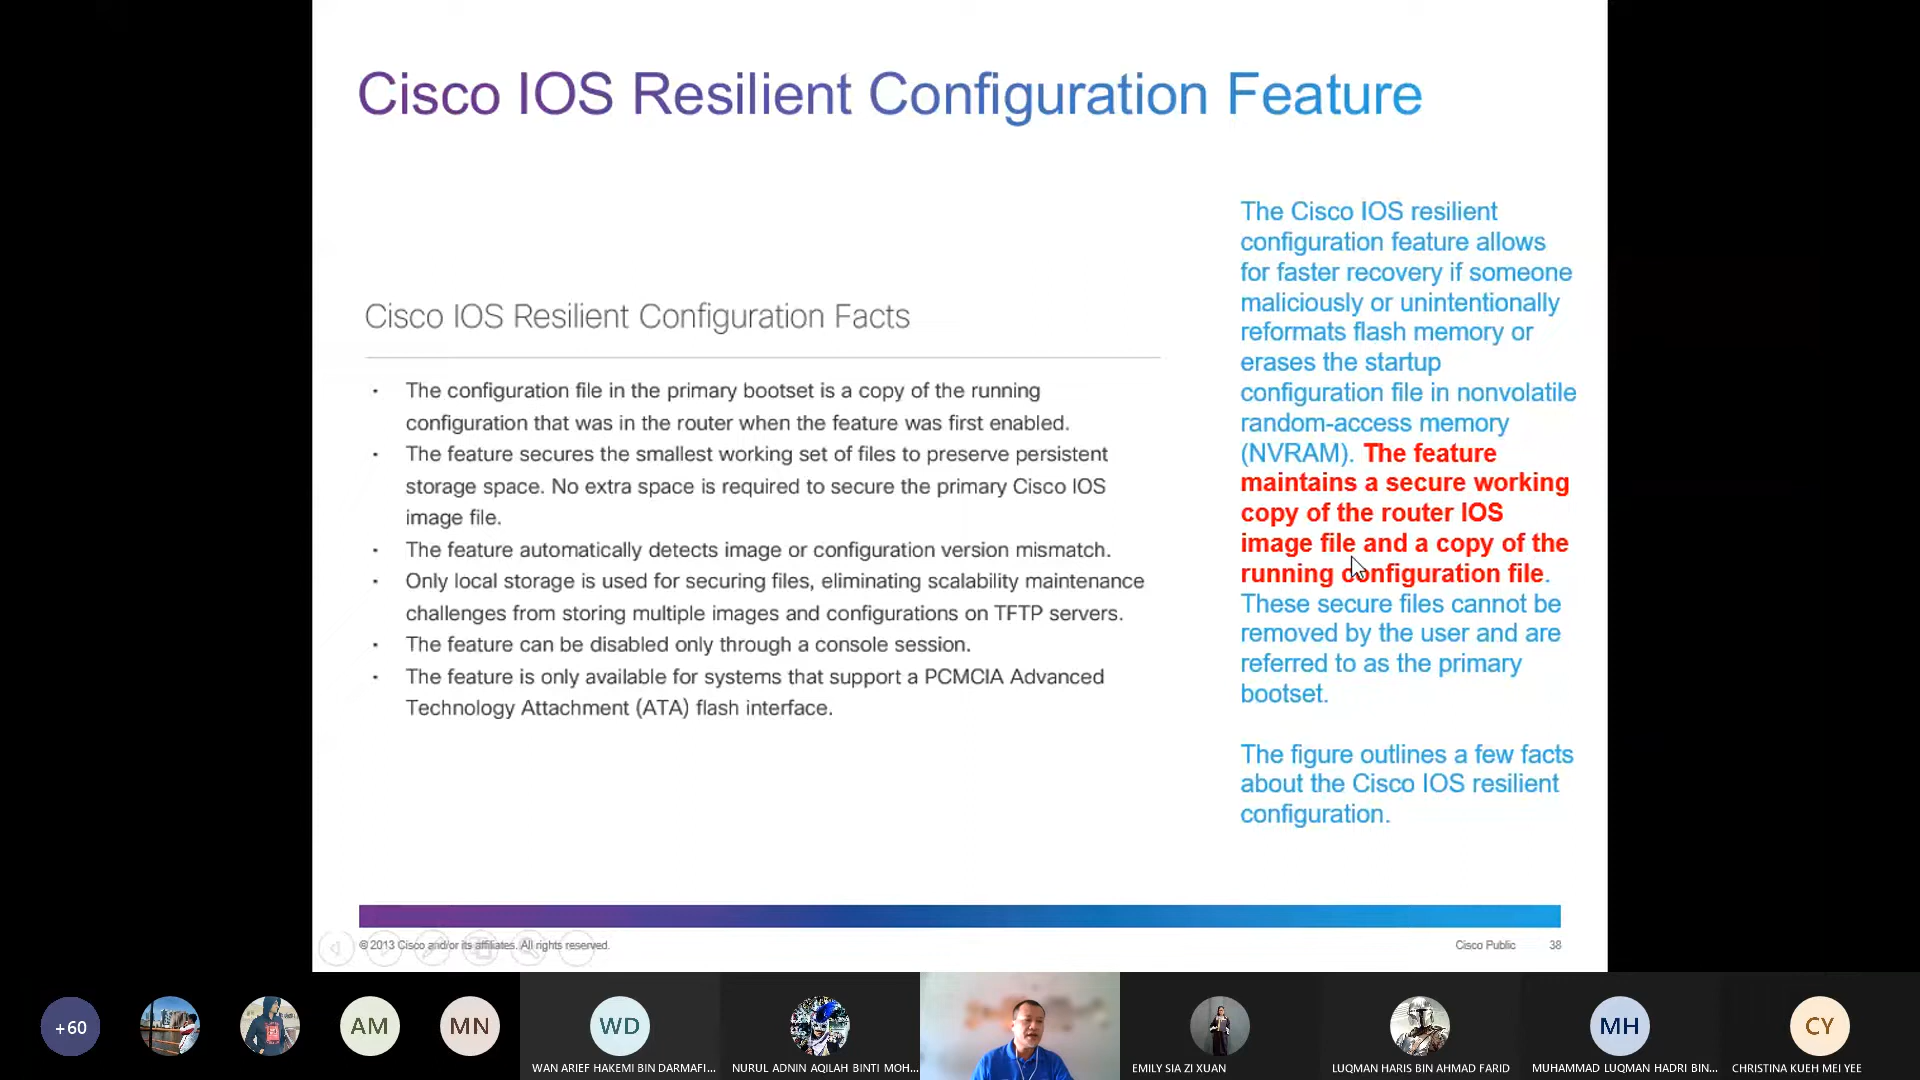 Cisco IOS Resilient Configuration Feature
Cisco IOS Resilient Configuration Facts
· The configuration file in the primary bootset is a copy of the running
configuration that was in the router when the feature was first enabled.
· The feature secures the smallest working set of files to preserve persistent
storage space. No extra space is required to secure the primary Cisco IOS
image file.
· The feature automatically detects image or configuration version mismatch.
· Only local storage is used for securing files, eliminating scalability maintenance
challenges from storing multiple images and configurations on TFTP servers.
· The feature can be disabled only through a console session.
· The feature is only available for systems that support a PCMCIA Advanced
Technology Attachment (ATA) flash interface.
The Cisco IOS resilient
configuration feature allows
for faster recovery if someone
maliciously or unintentionally
reformats flash memory or
erases the startup
configuration file in nonvolatile
random-access memory
(NVRAM). The feature
maintains a secure working
copy of the router IOS
image file and a copy of the
running configuration file.
These secure files cannot be
removed by the user and are
referred to as the primary
bootset.
The figure outlines a few facts
about the Cisco IOS resilient
configuration.
© 2013 Cisco and/or its affiliates. All rights reserved.
Cisco Public 38
+60
AM
MN
WD
MH
CY
WAN ARIEF HAKEMI BIN DARMAFI...
NURUL ADNIN AQILAH BINTI MOH...
EMILY SIA ZI XUAN
LUQMAN HARIS BIN AHMAD FARID
MUHAMMAD LUQMAN HADRI BIN...
CHRISTINA KUEH MEI YEE